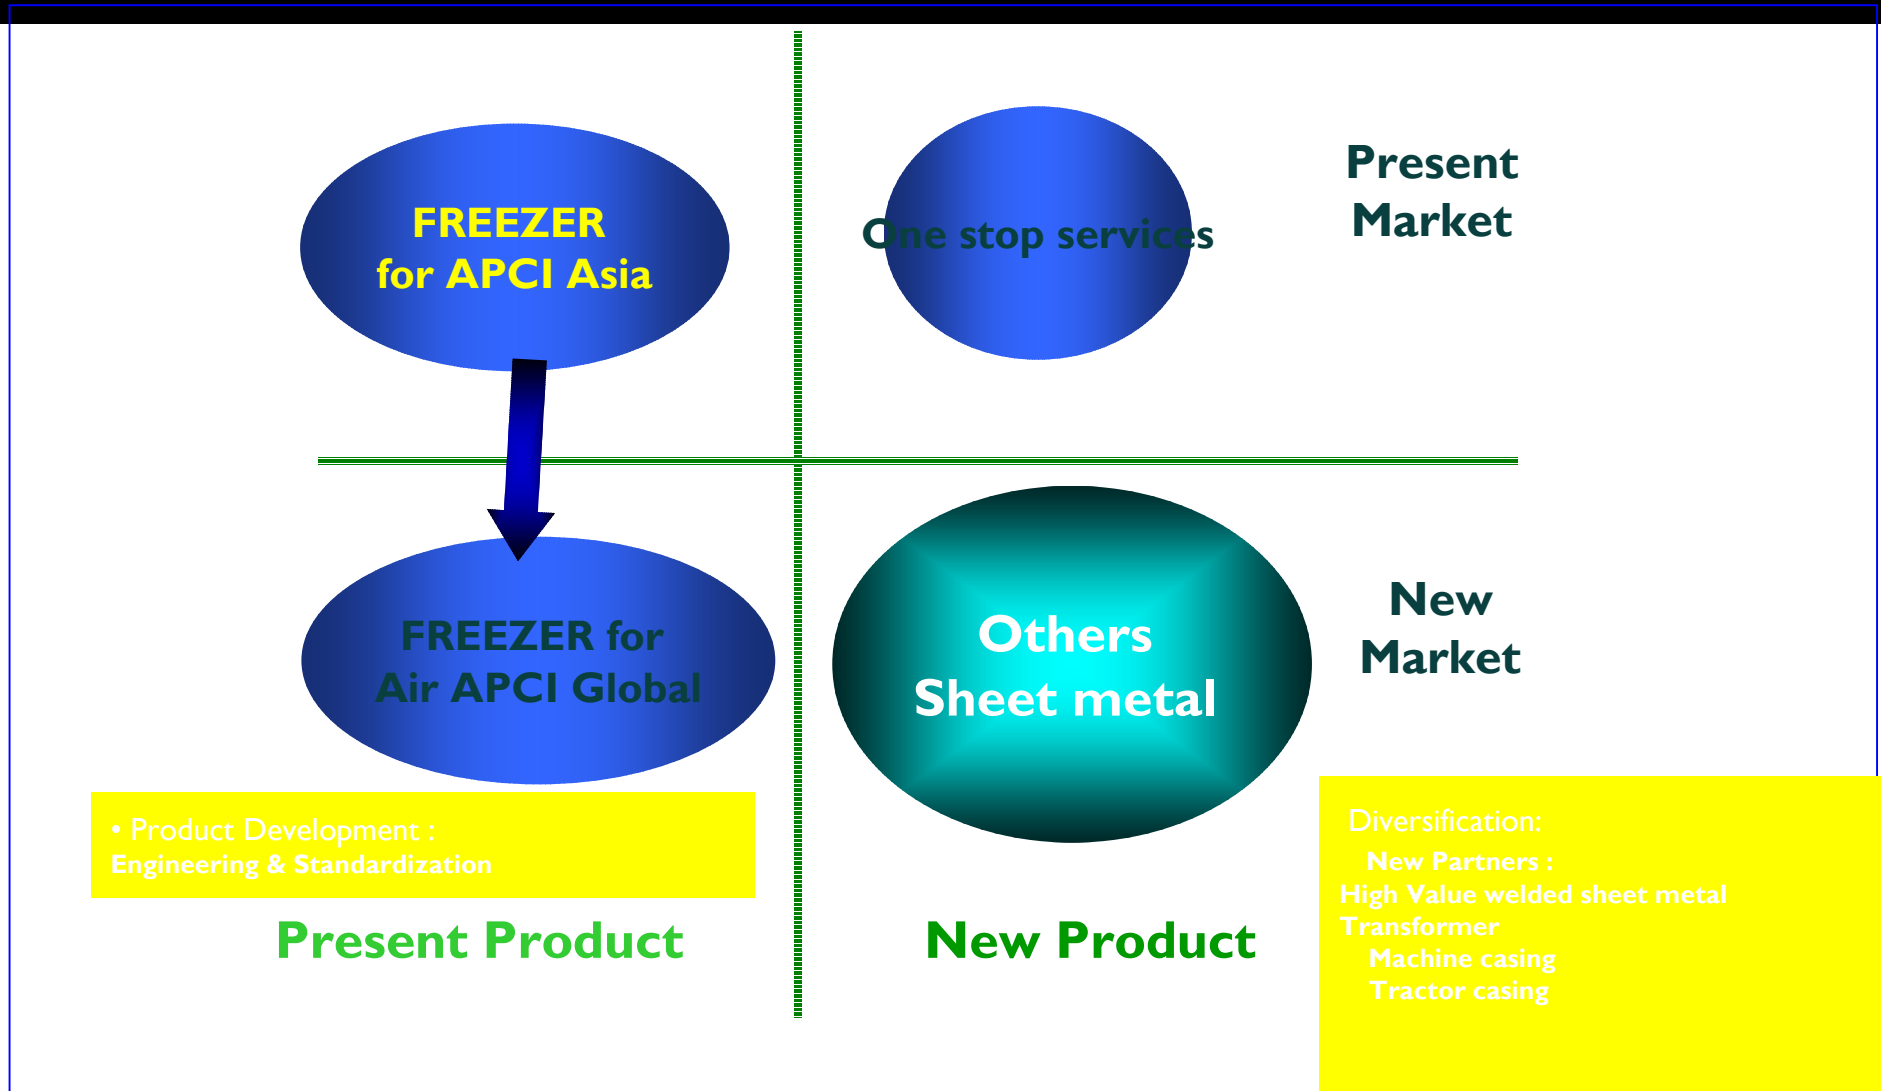 FREEZER
for APCI Asia
One stop services
Present
Market
FREEZER for
Air APCI Global
Others
Sheet metal
New
Market
• Product Development :
Engineering & Standardization
Diversification:
New Partners :
High Value welded sheet metal
Transformer
Machine casing
Tractor casing
Present Product
New Product